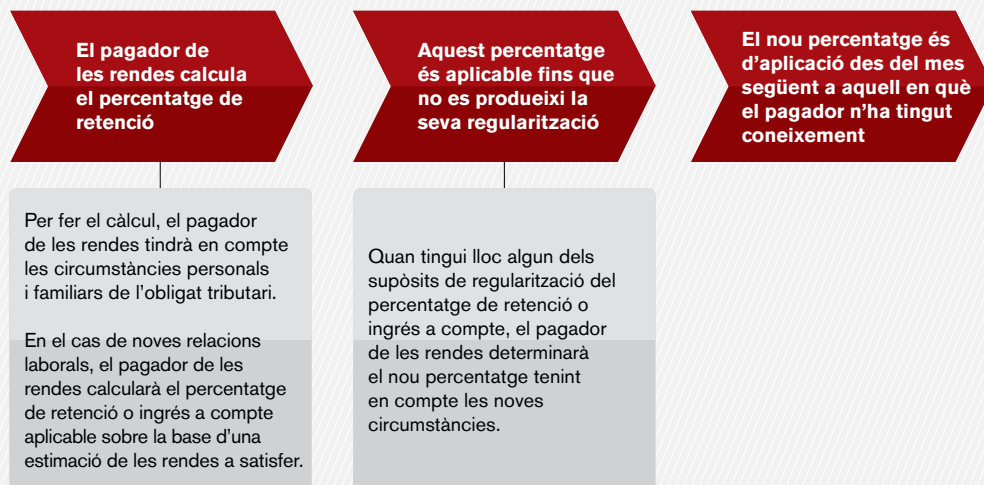 El pagador de
les rendes calcula
el percentatge de
retenció
Per fer el càlcul, el pagador
de les rendes tindrà en compte
les circumstàncies personals
i familiars de l'obligat tributari.
En el cas de noves relacions
laborals, el pagador de les
rendes calcularà el percentatge
de retenció o ingrés a compte
aplicable sobre la base d'una
estimació de les rendes a satisfer.
Aquest percentatge
és aplicable fins que
no es produeixi la
seva regularització
Quan tingui lloc algun dels
supòsits de regularització del
percentatge de retenció o
ingrés a compte, el pagador
de les rendes determinarà
el nou percentatge tenint
en compte les noves
circumstàncies.
El nou percentatge és
d'aplicació des del mes
següent a aquell en què
el pagador n'ha tingut
coneixement